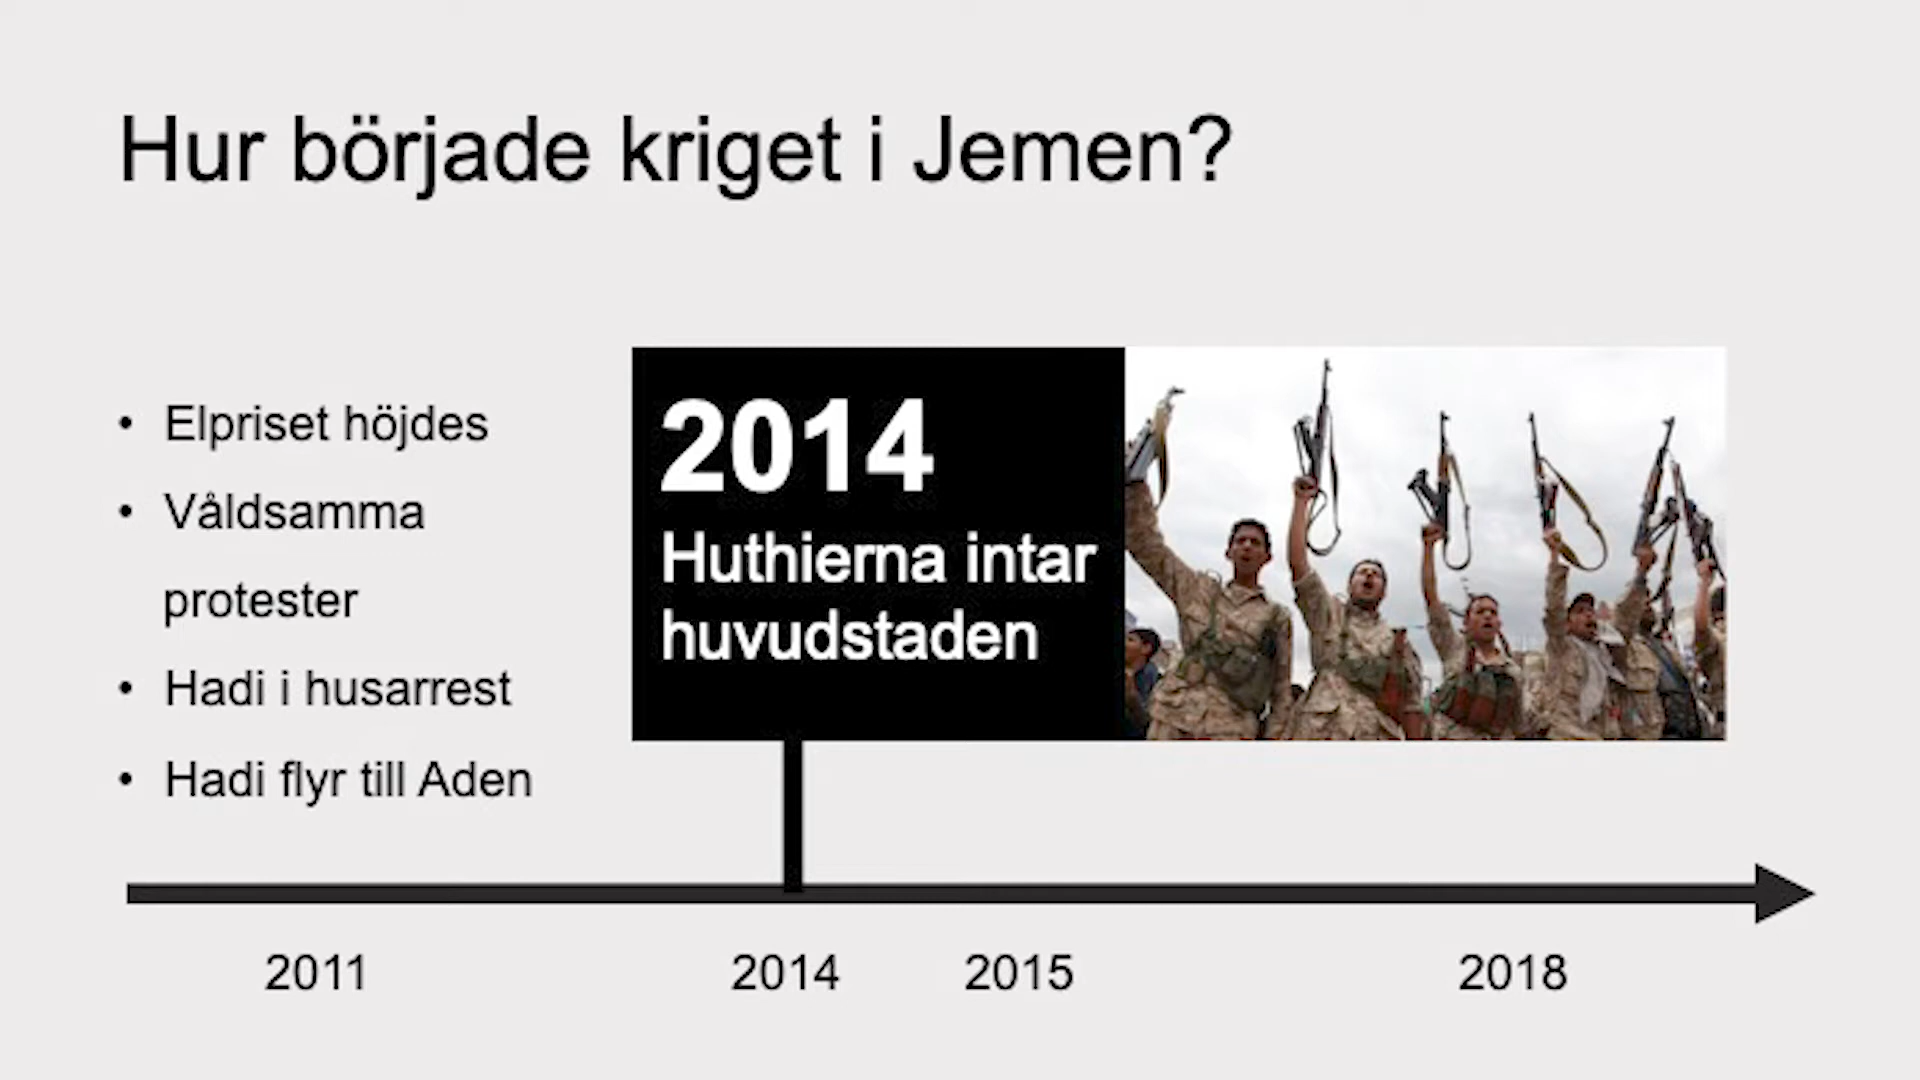 Hur började kriget i Jemen?
• Elpriset höjdes
• Våldsamma
protester
• Hadi i husarrest
• Hadi flyr till Aden
2014
Huthierna intar
huvudstaden
2011
2014
2015
2018